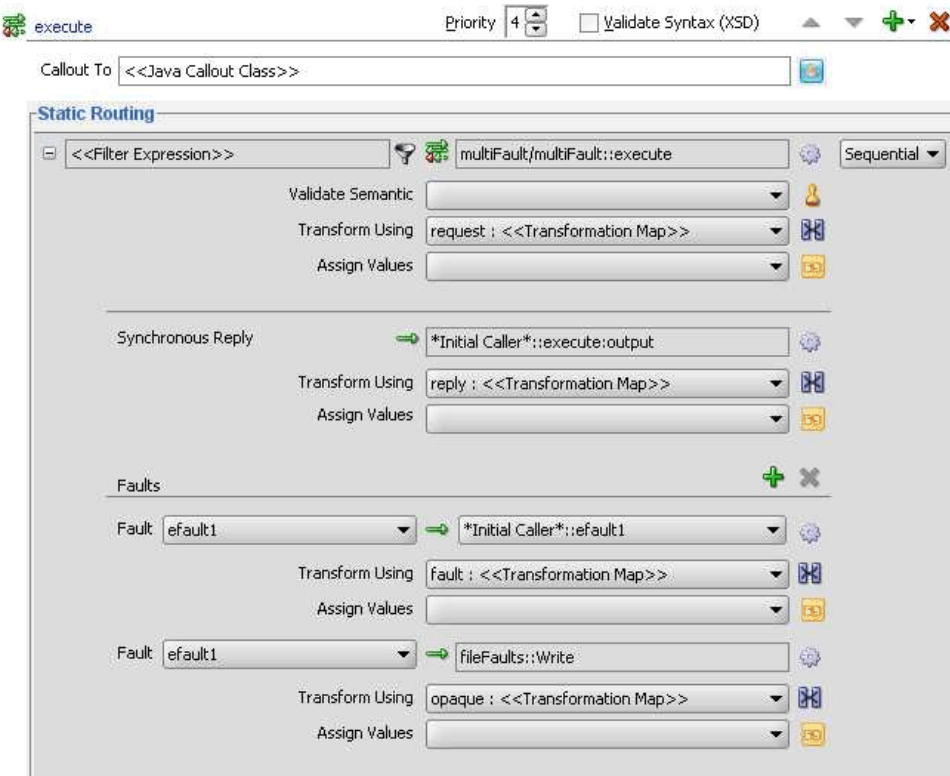 execute Priority 4 Validate Syntax (XSD)
Callout To <<Java Callout Class>>
Static Routing
<<Filter Expression>> multiFault/multiFault::execute Sequential
Validate Semantic
Transform Using request : <<Transformation Map>>
Assign Values
Synchronous Reply *Initial Caller*::execute:output
Transform Using reply : <<Transformation Map>>
Assign Values
Faults
Fault efault1 *Initial Caller*::efault1
Transform Using fault : <<Transformation Map>>
Assign Values
Fault efault1 fileFaults::Write
Transform Using opaque : <<Transformation Map>>
Assign Values